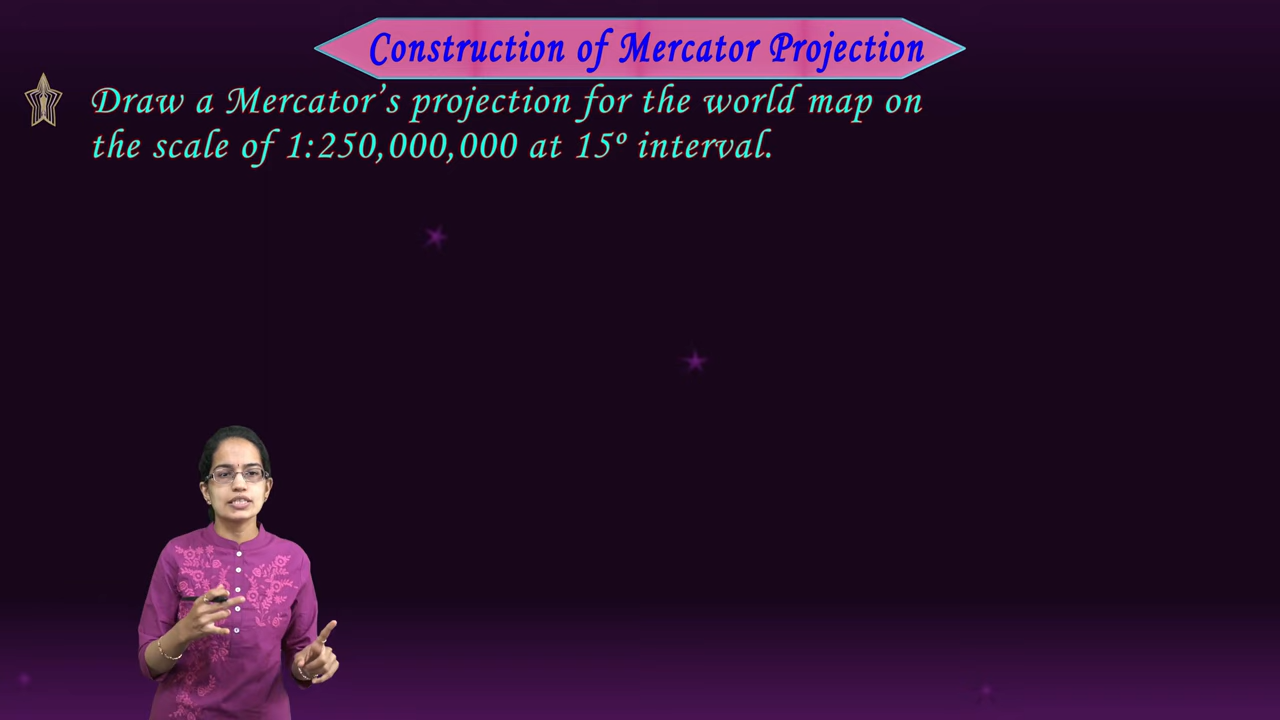 Construction of Mercator Projection
Draw a Mercator's projection for the world map on
the scale of 1:250,000,000 at 15º interval.